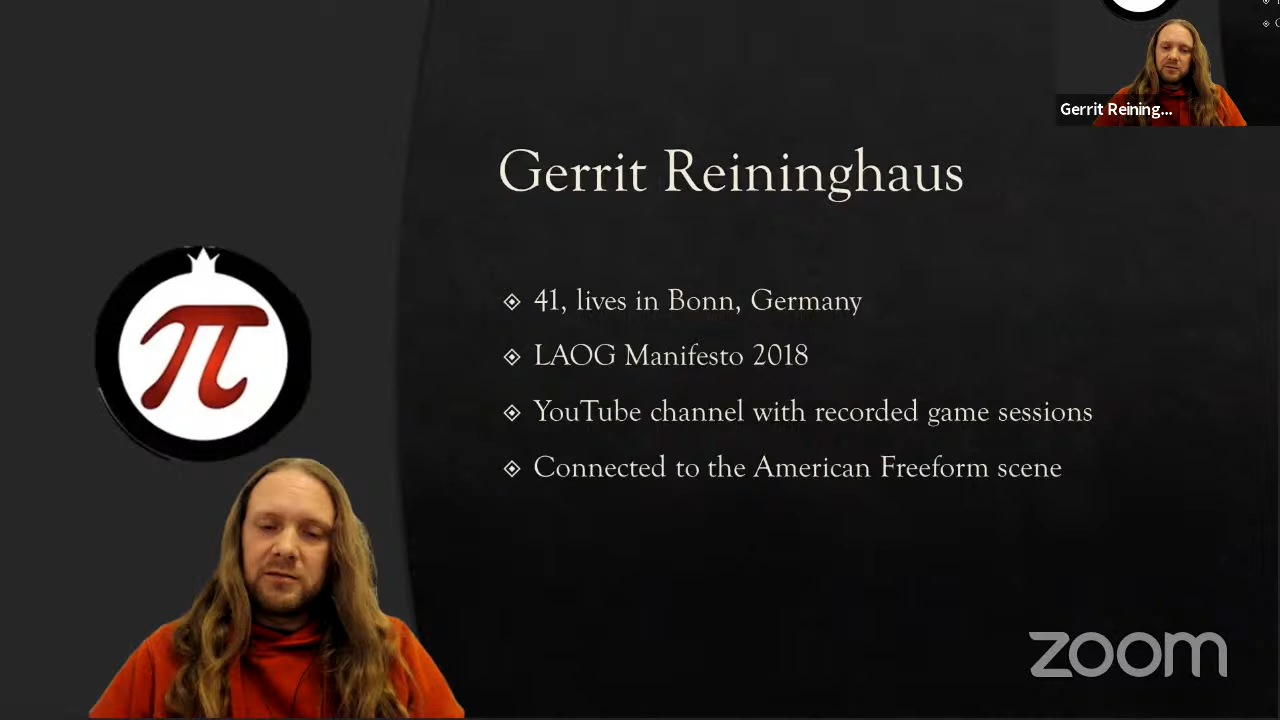 Gerrit Reining...
Gerrit Reininghaus
41, lives in Bonn, Germany
LAOG Manifesto 2018
YouTube channel with recorded game sessions
Connected to the American Freeform scene
π
zoom